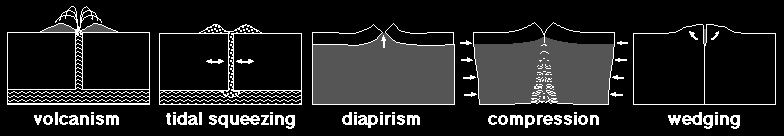 volcanism tidal squeezing diapirism compression wedging